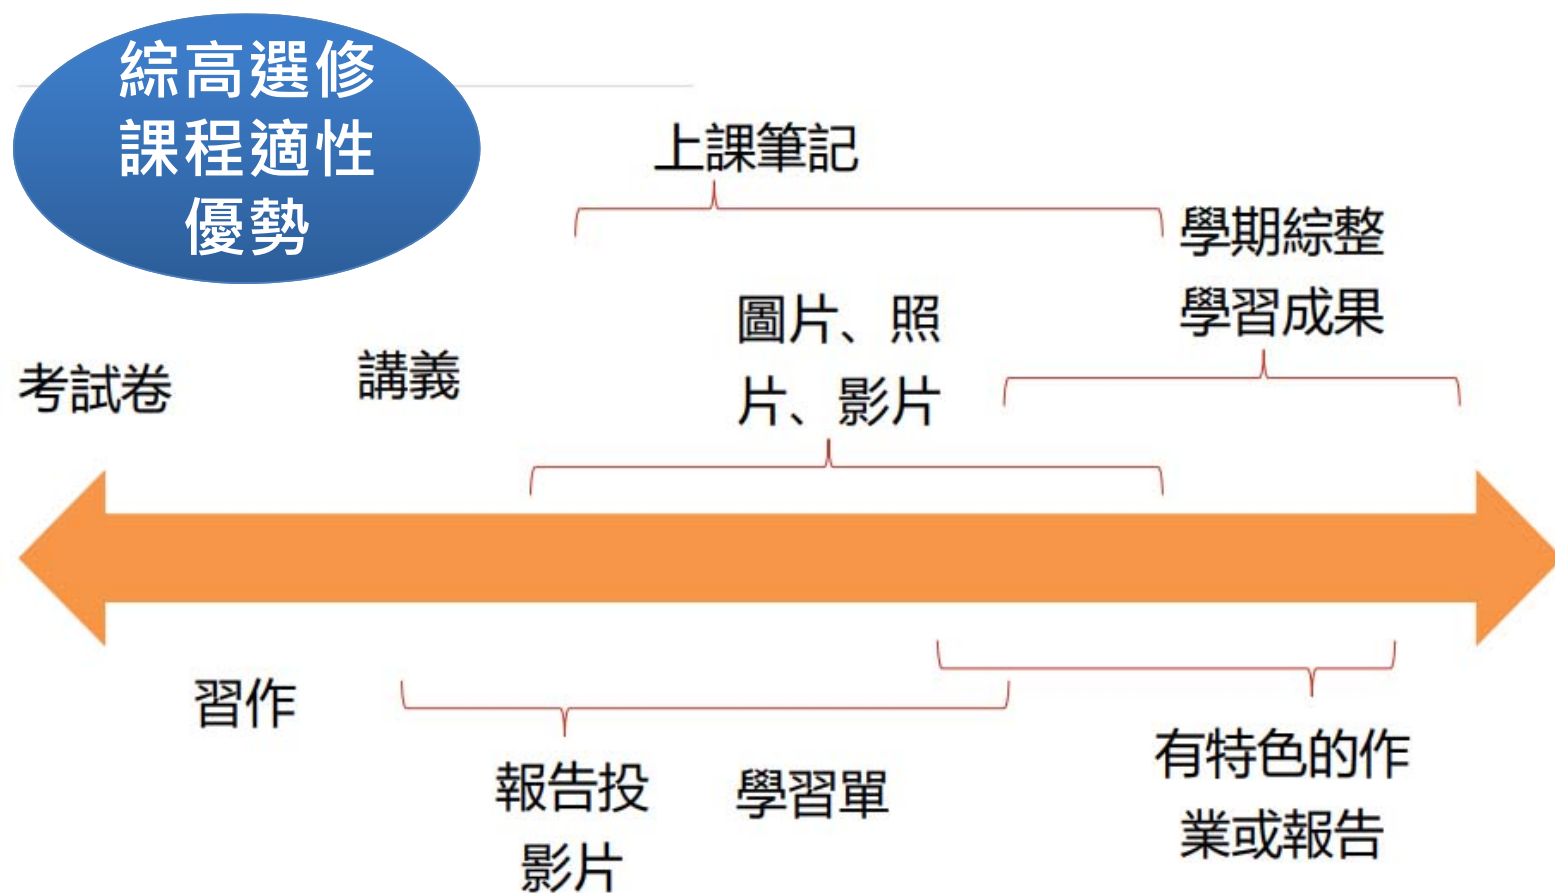 綜高選修
課程適性
優勢
上課筆記
學期綜整
學習成果
圖片、照
片、影片
講義
考試卷
習作
報告投
影片
學習單
有特色的作
業或報告